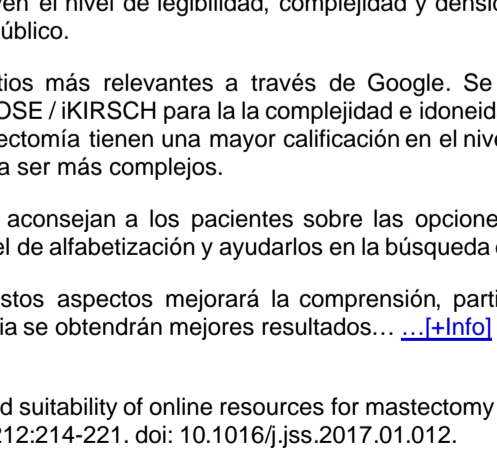 en el nivel de legibilidad, complejidad y densid
úblico.
tios más relevantes a través de Google. Se
OSE / iKIRSCH para la la complejidad e idoneid
ectomía tienen una mayor calificación en el nive
a ser más complejos.
aconsejan a los pacientes sobre las opcione
el de alfabetización y ayudarlos en la búsqueda
stos aspectos mejorará la comprensión, parti
ia se obtendrán mejores resultados… …[+Info]
d suitability of online resources for mastectomy
212:214-221. doi: 10.1016/j.jss.2017.01.012.